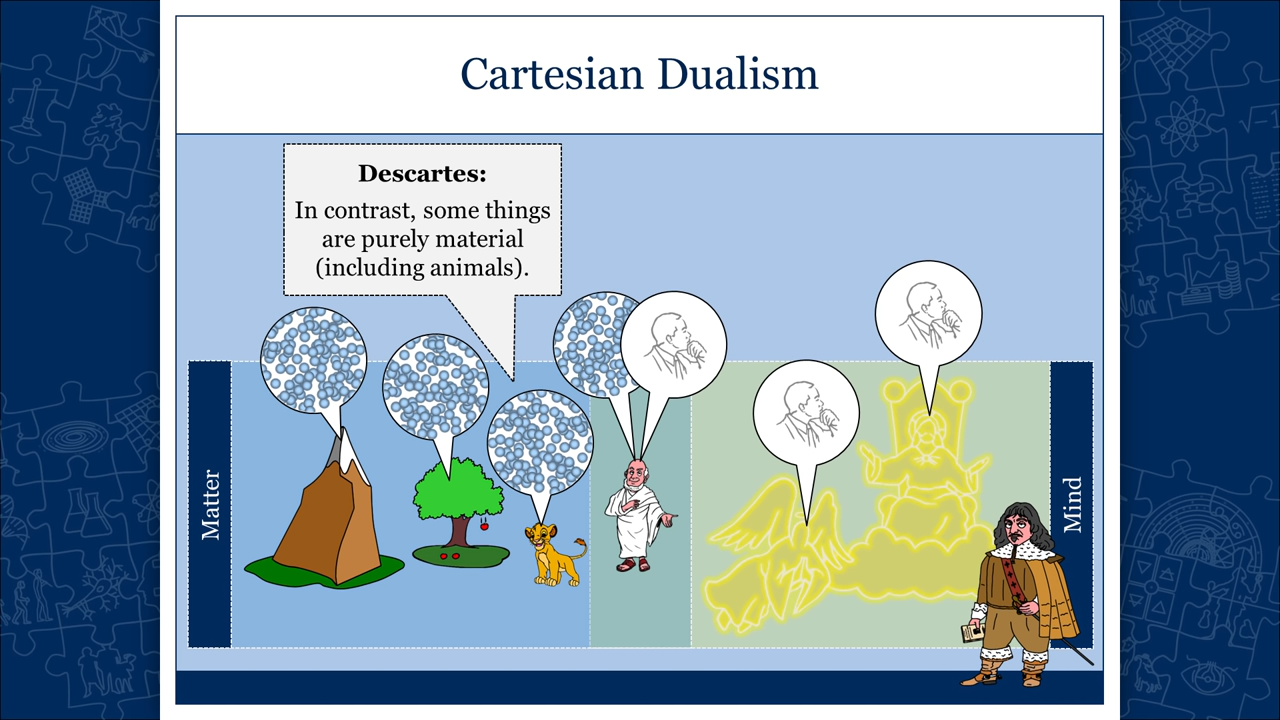 Cartesian Dualism
Descartes:
In contrast, some things
are purely material
(including animals).
Matter
Mind